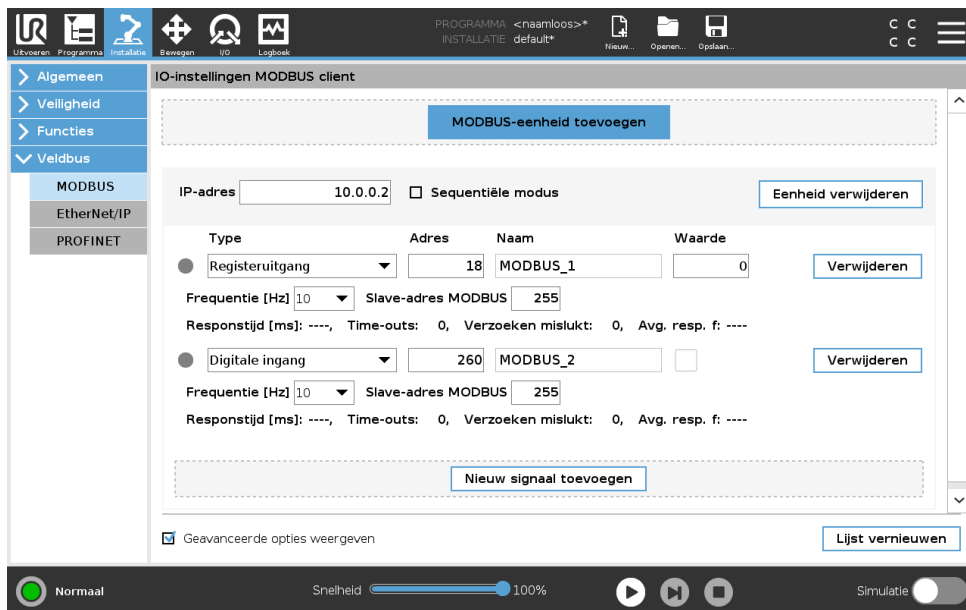 PROGRAMMA <naamloos>*
INSTALLATIE default*
UR
Uitvoeren Programma Installatie Bewegen I/O Logboek Nieuw... Openen... Opslaan...
C C
C C
Algemeen
Veiligheid
Functies
Veldbus
MODBUS
EtherNet/IP
PROFINET
IO-instellingen MODBUS client
MODBUS-eenheid toevoegen
IP-adres 10.0.0.2 Sequentiële modus Eenheid verwijderen
Type Adres Naam Waarde
Registeruitgang 18 MODBUS_1 0 Verwijderen
Frequentie [Hz] 10 Slave-adres MODBUS 255
Responstijd [ms]: ----, Time-outs: 0, Verzoeken mislukt: 0, Avg. resp. f: ----
Digitale ingang 260 MODBUS_2 Verwijderen
Frequentie [Hz] 10 Slave-adres MODBUS 255
Responstijd [ms]: ----, Time-outs: 0, Verzoeken mislukt: 0, Avg. resp. f: ----
Nieuw signaal toevoegen
Geavanceerde opties weergeven Lijst vernieuwen
Normaal Snelheid 100% Simulatie